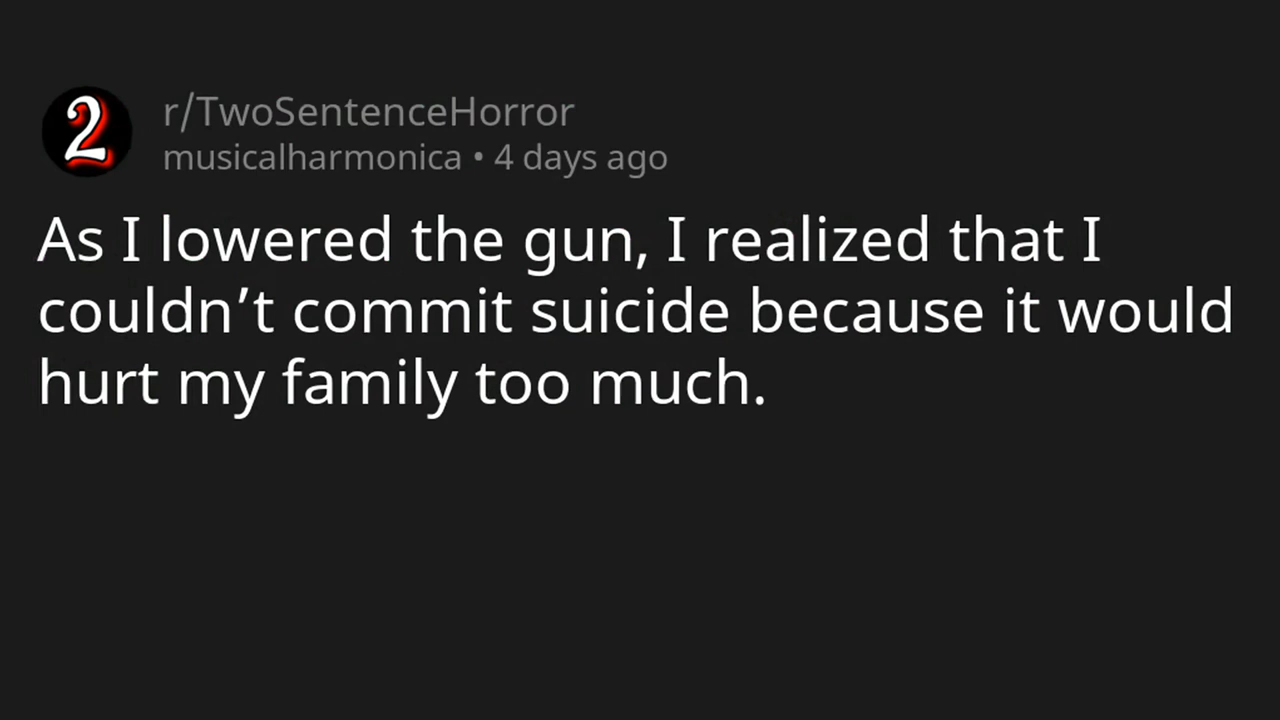 2
r/TwoSentenceHorror
musicalharmonica • 4 days ago
As I lowered the gun, I realized that I
couldn’t commit suicide because it would
hurt my family too much.